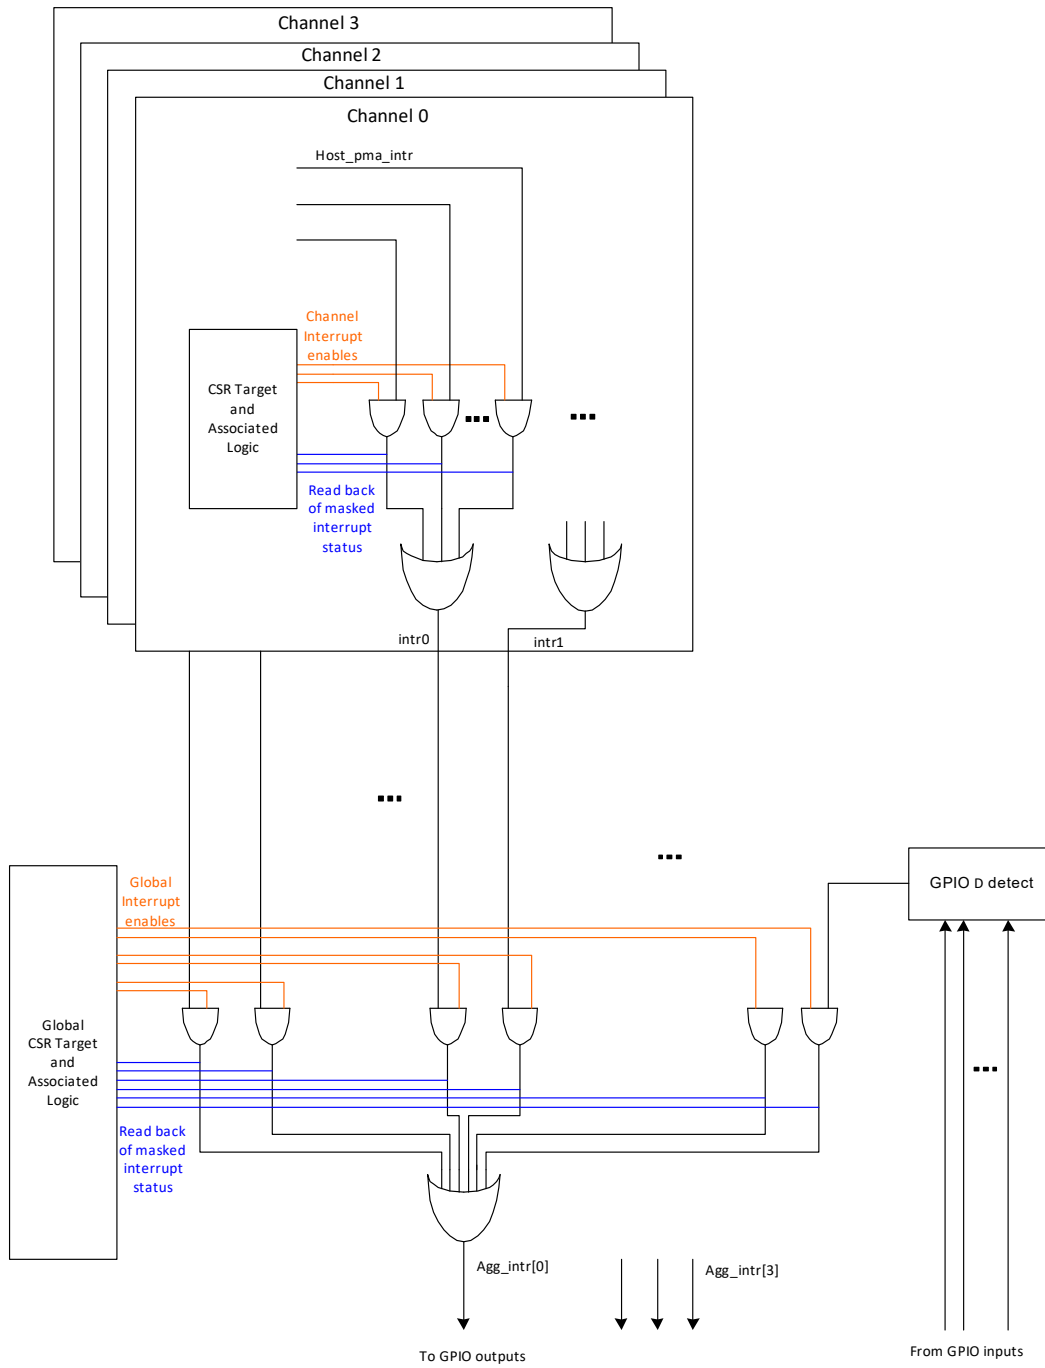 Channel 3
Channel 2
Channel 1
Channel 0
Host_pma_intr
Channel
Interrupt
enables
CSR Target
and
Associated
Logic
Read back
of masked
interrupt
status
intr0
intr1
Global
Interrupt
enables
GPIO D detect
Global
CSR Target
and
Associated
Logic
Read back
of masked
interrupt
status
Agg_intr[0]
Agg_intr[3]
To GPIO outputs
From GPIO inputs